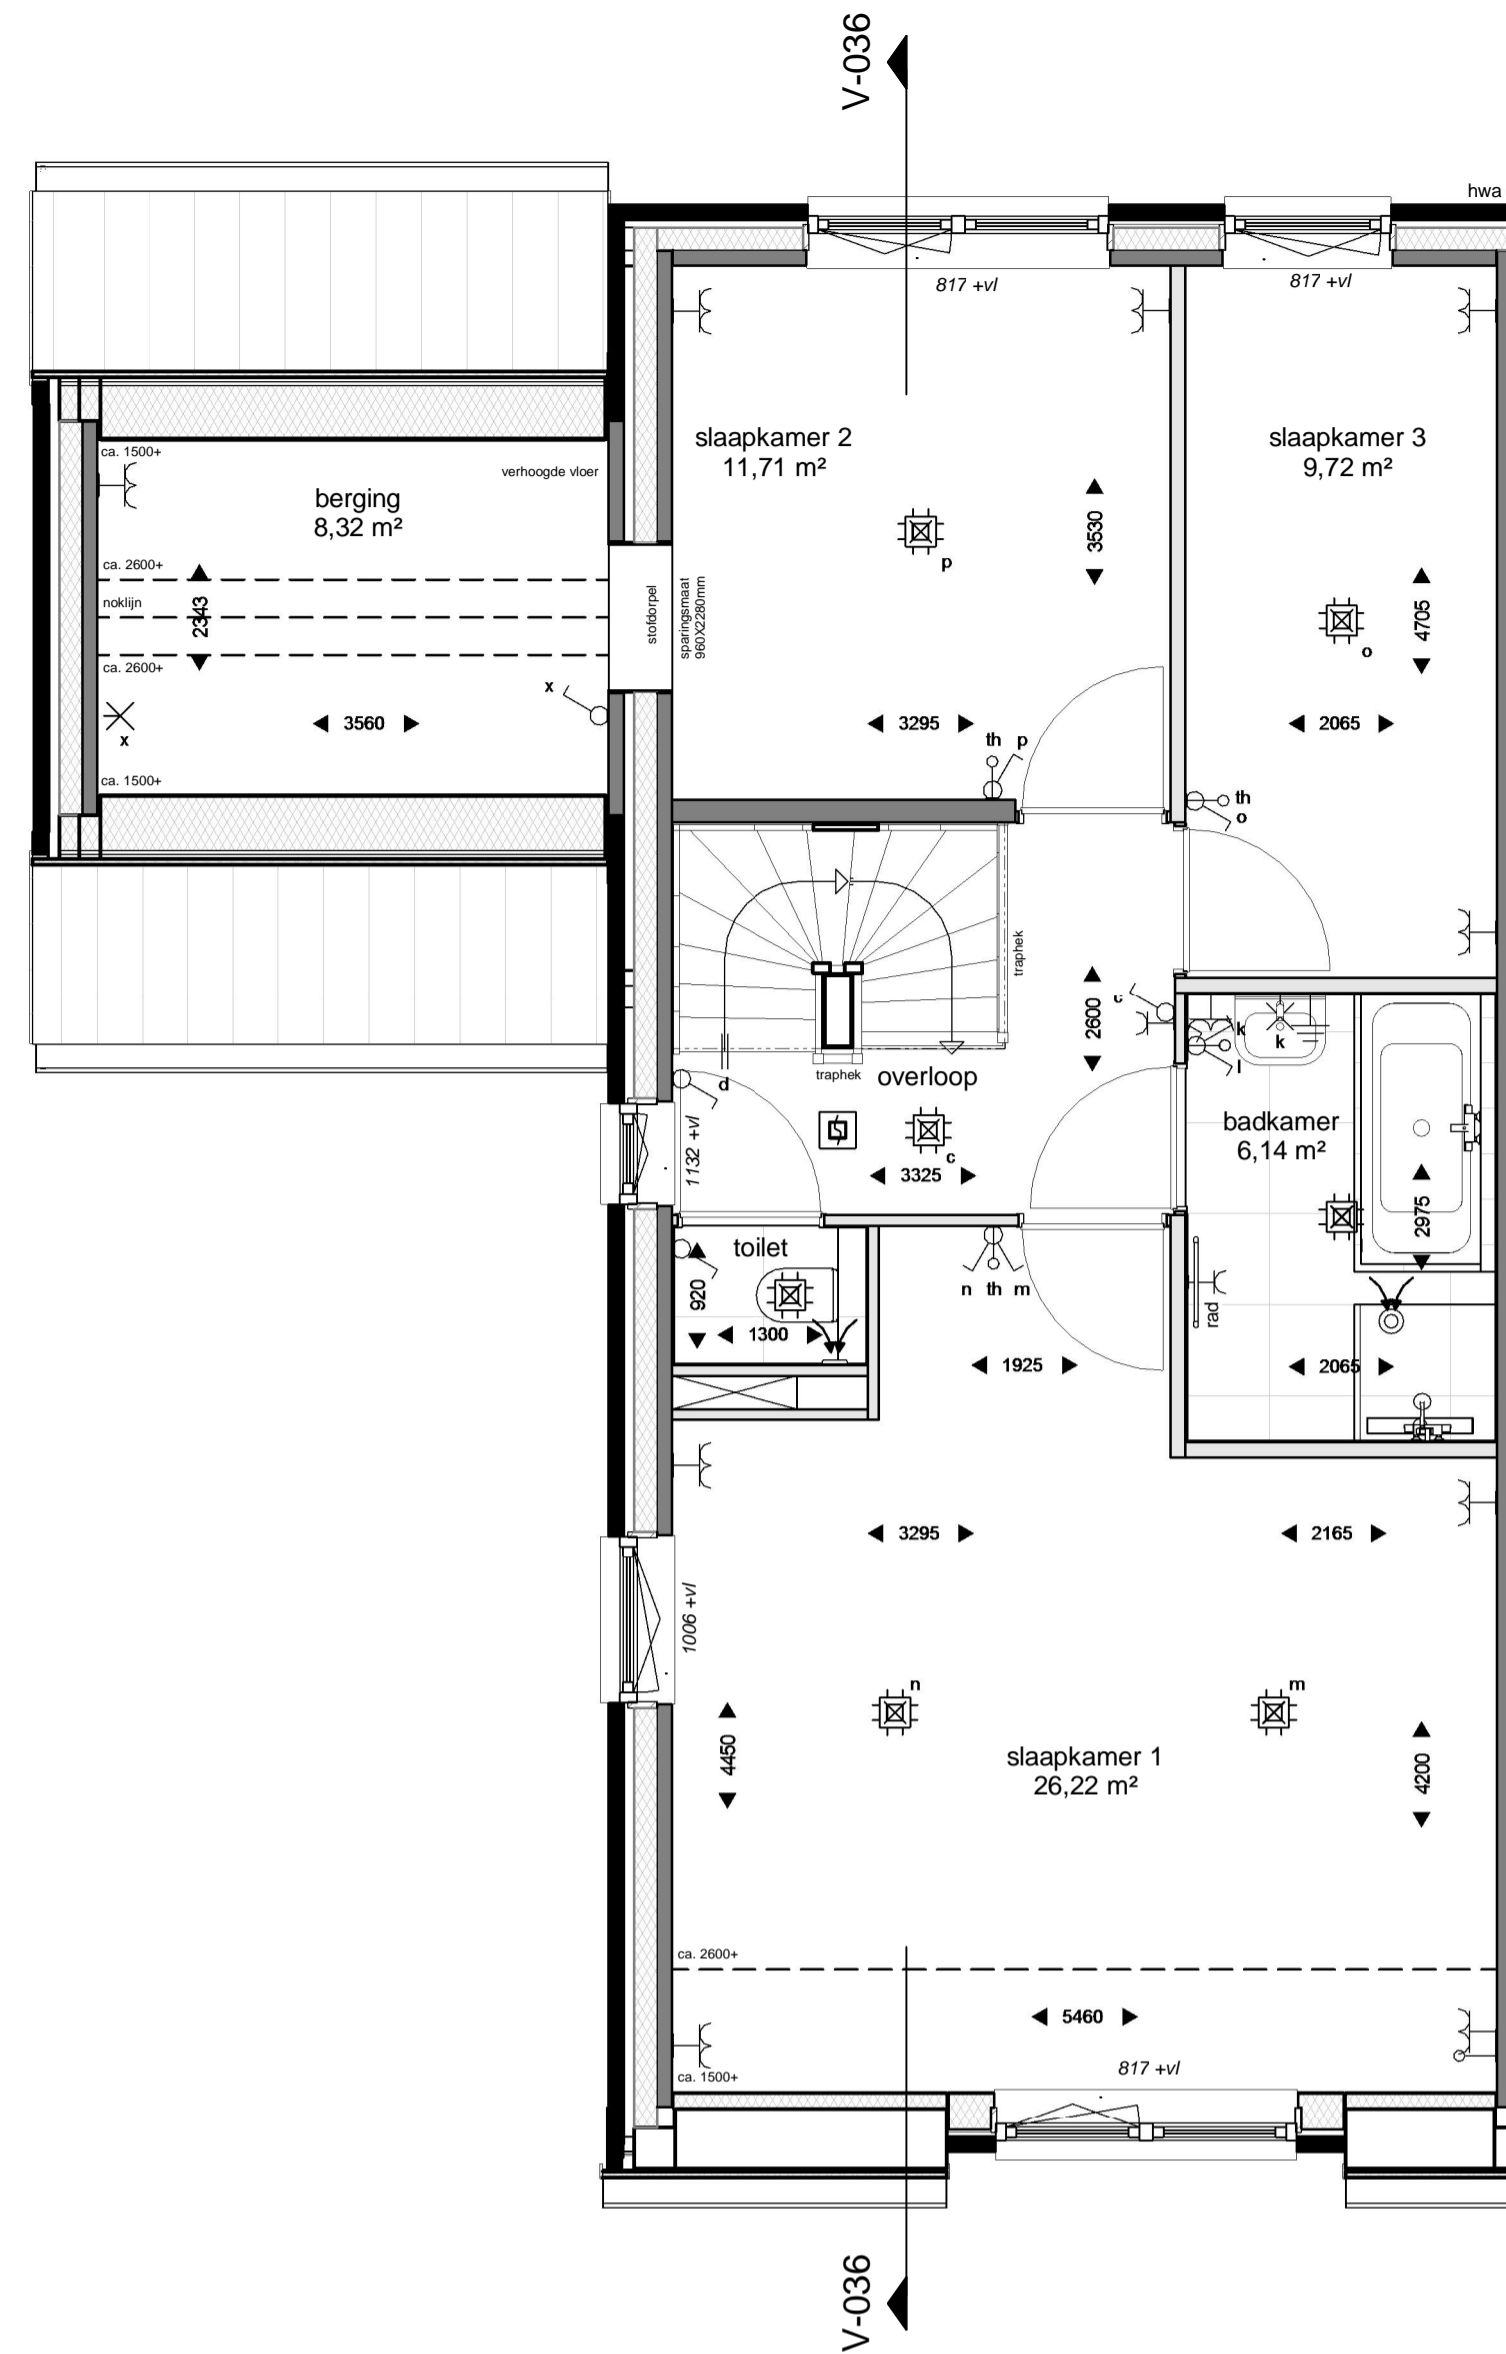 V-036
hwa
817 +vl
817 +vl
slaapkamer 2
11,71 m²
slaapkamer 3
9,72 m²
ca. 1500+
verhoogde vloer
berging
8,32 m²
3530
p
ca. 2600+
noklijn
2343
ca. 2600+
stofdorpel
sparingsmaat
960X2280mm
4705
o
x
x
3560
3295
2065
th p
ca. 1500+
th
o
traphek
c
2600
k
k
l
d
traphek
overloop
badkamer
6,14 m²
1132 +vl
c
3325
2975
toilet
920
1300
n th m
rad
1925
2065
3295
2165
1006 +vl
n
m
4450
slaapkamer 1
26,22 m²
4200
ca. 2600+
5460
817 +vl
ca. 1500+
V-036